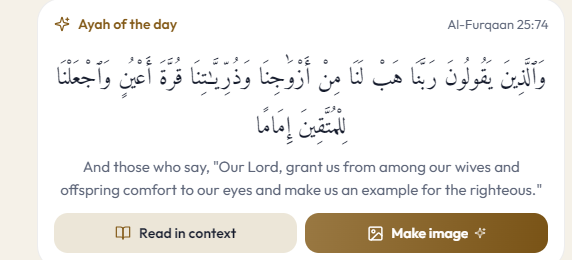 Ayah of the day
Al-Furqaan 25:74
وَٱلَّذِينَ يَقُولُونَ رَبَّنَا هَبْ لَنَا مِنْ أَزْوَٰجِنَا وَذُرِّيَّـٰتِنَا قُرَّةَ أَعْيُنٍ وَٱجْعَلْنَا
لِلْمُتَّقِينَ إِمَامًا
And those who say, "Our Lord, grant us from among our wives and
offspring comfort to our eyes and make us an example for the righteous."
Read in context
Make image